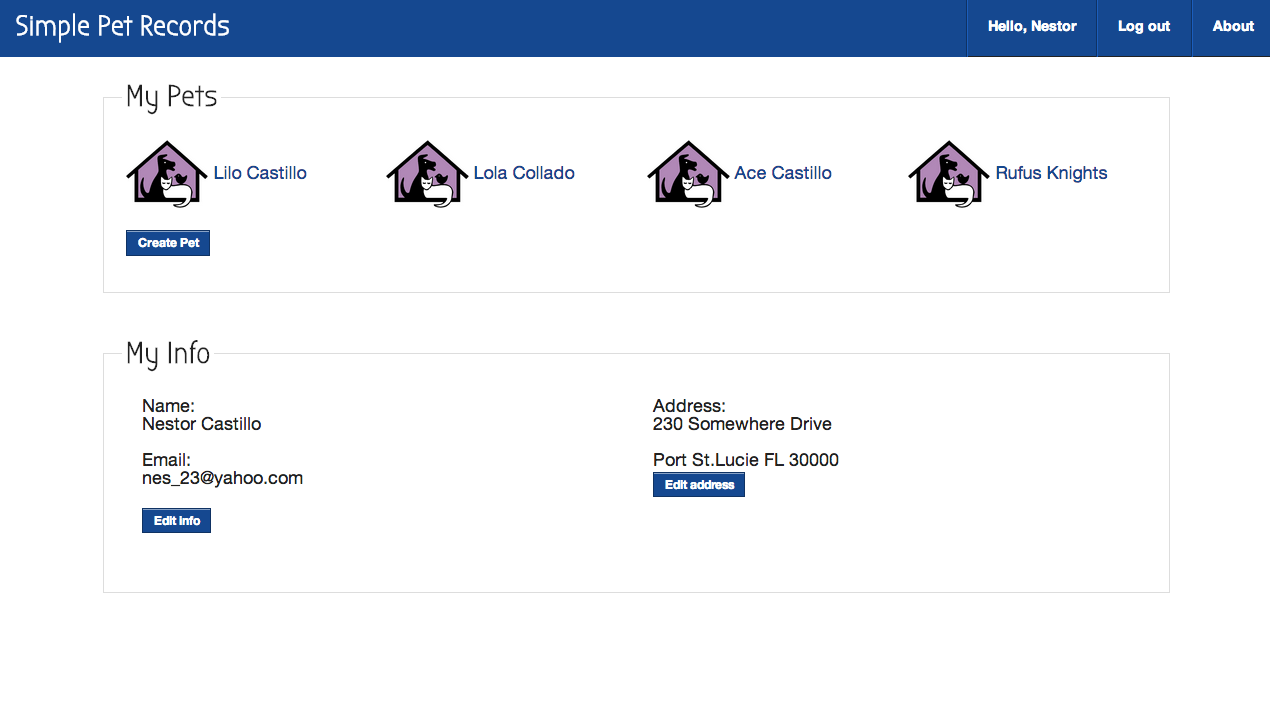 Simple Pet Records
Hello, Nestor
Log out
About
My Pets
Lilo Castillo
Lola Collado
Ace Castillo
Rufus Knights
Create Pet
My Info
Name:
Nestor Castillo
Email:
nes_23@yahoo.com
Edit info
Address:
230 Somewhere Drive
Port St.Lucie FL 30000
Edit address